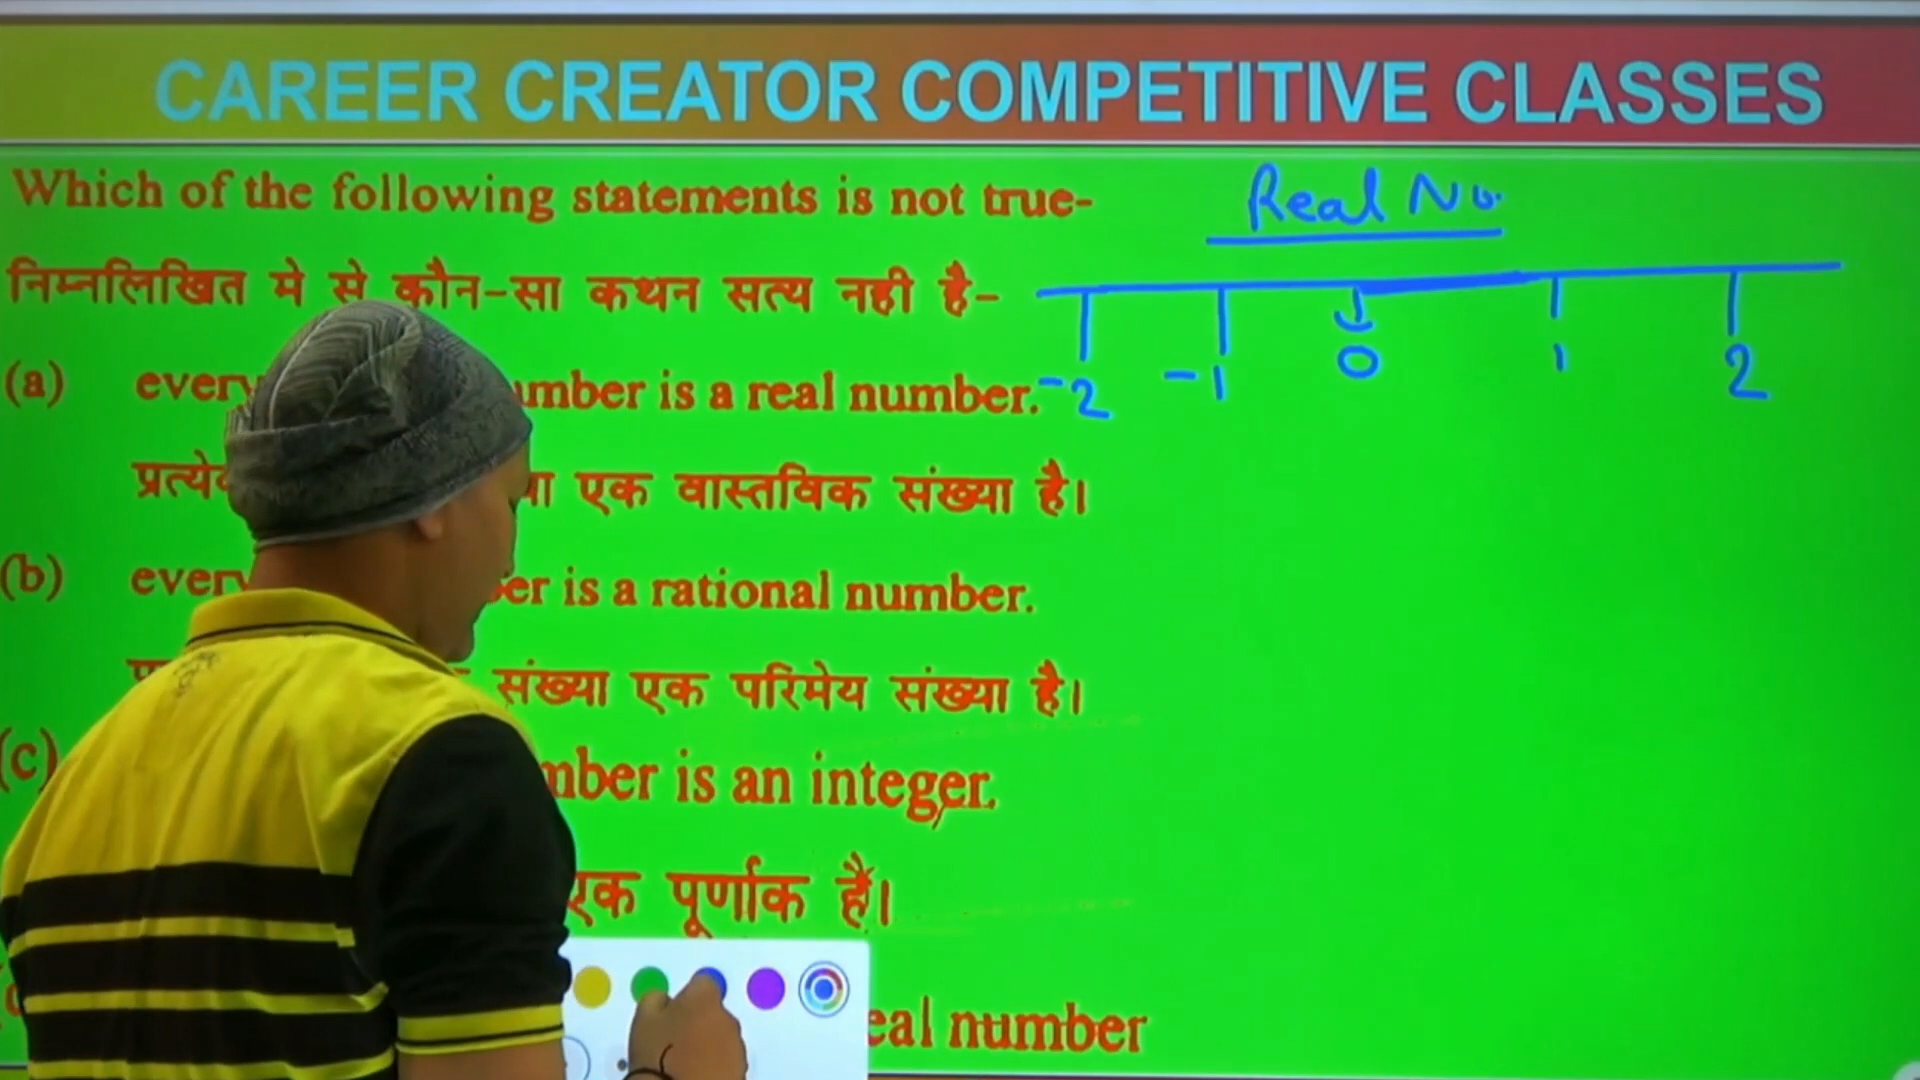 CAREER CREATOR COMPETITIVE CLASSES
Which of the following statements is not true-
Real No.
निम्नलिखित मे से कौन-सा कथन सत्य नही है-
-2 -1 0 1 2
(a) every umber is a real number.
एक वास्तविक संख्या है।
(b) every er is a rational number.
संख्या एक परिमेय संख्या है।
(c) mber is an integer.
एक पूर्णाक है।
eal number